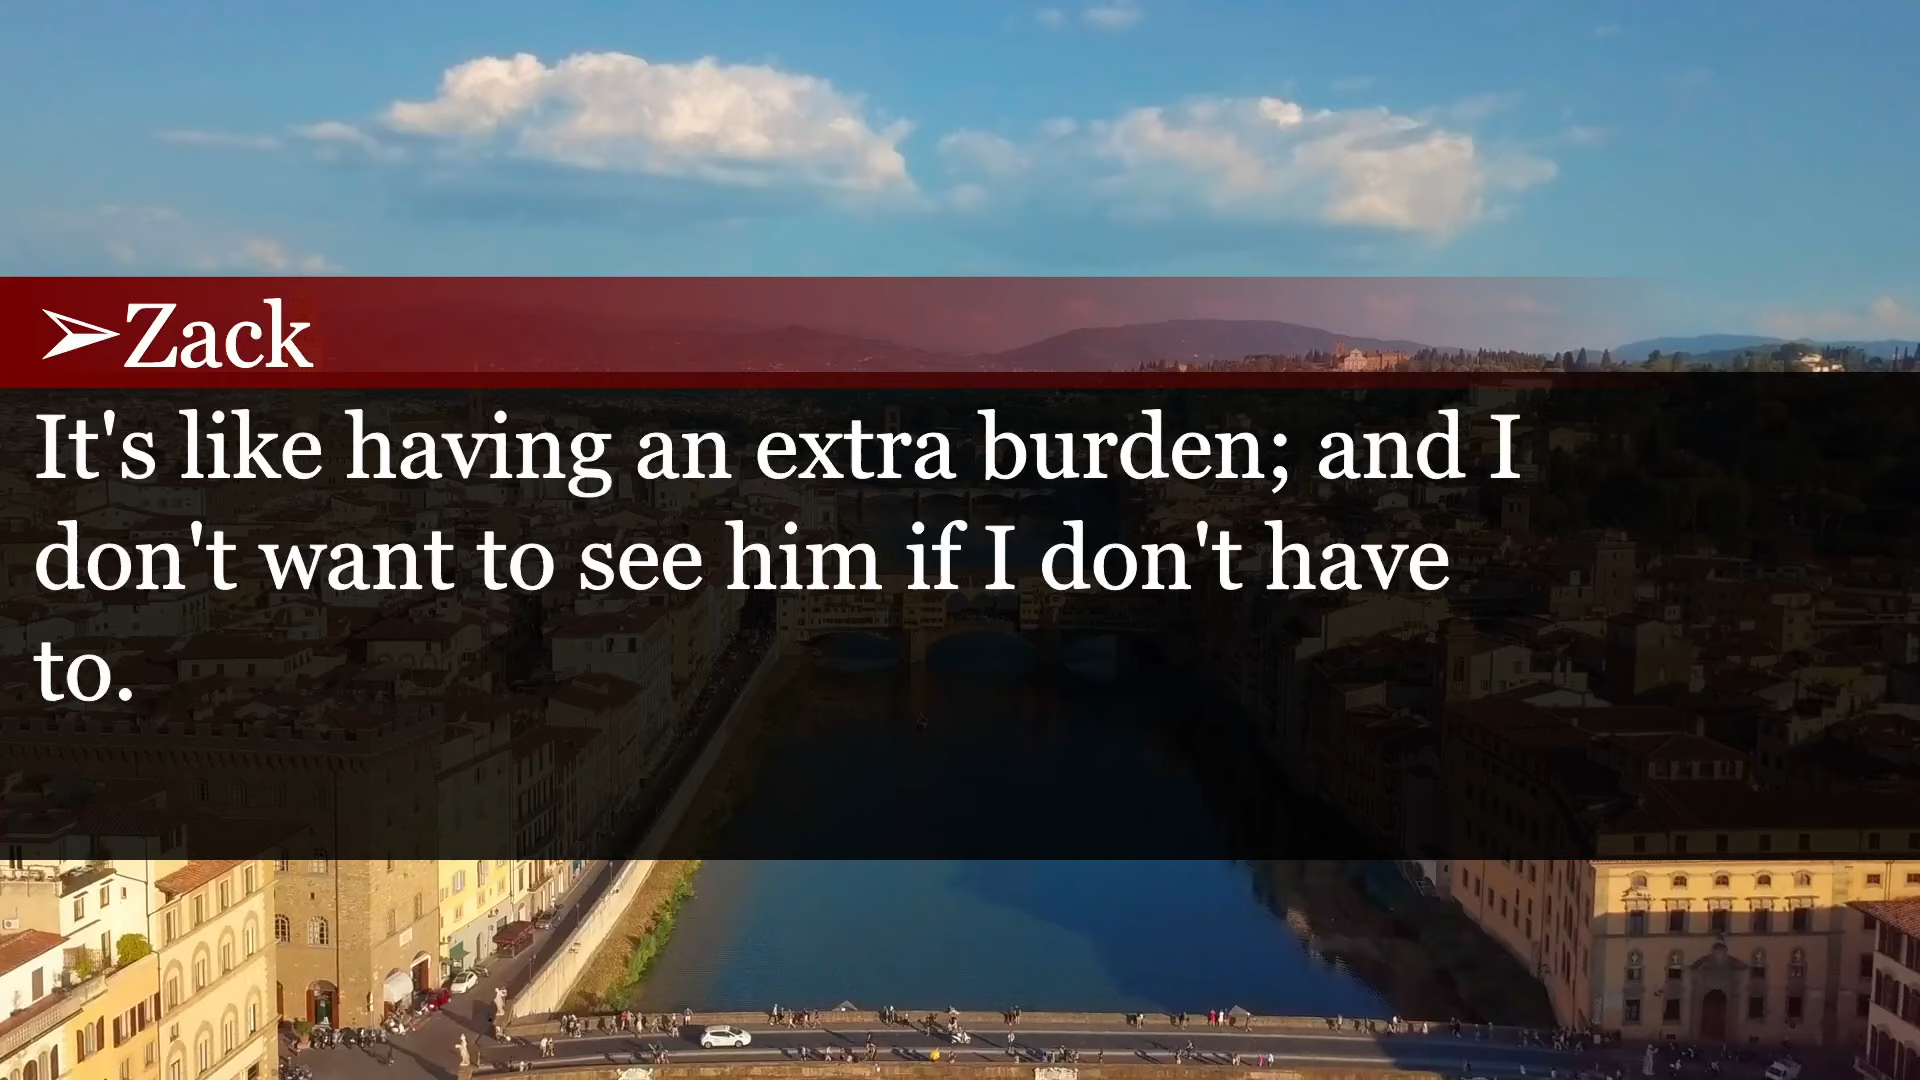 ➢Zack
It's like having an extra burden; and I
don't want to see him if I don't have
to.